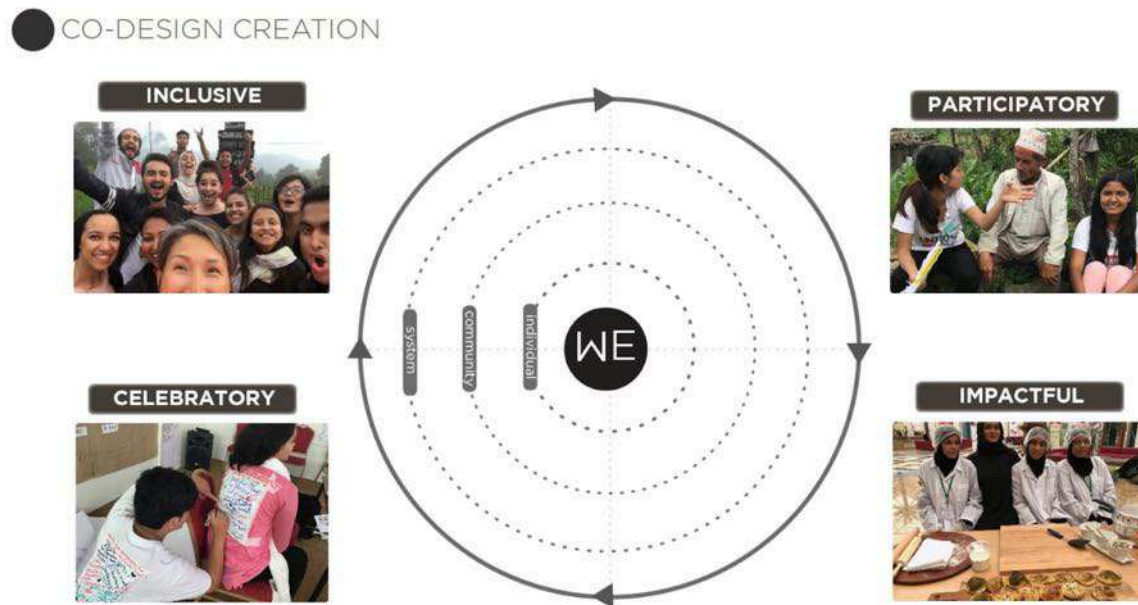 CO-DESIGN CREATION
INCLUSIVE
PARTICIPATORY
system
community
individual
WE
CELEBRATORY
IMPACTFUL